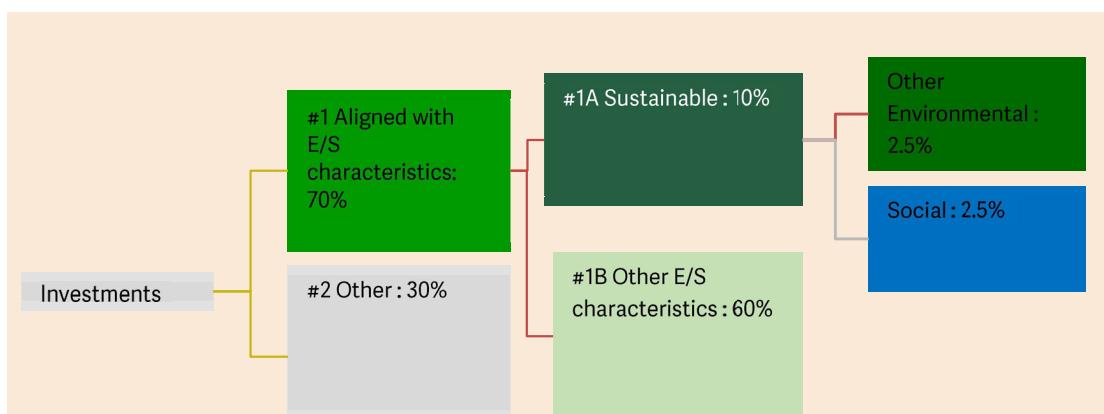 Investments
#1 Aligned with
E/S
characteristics:
70%
#2 Other : 30%
#1A Sustainable : 10%
#1B Other E/S
characteristics : 60%
Other
Environmental :
2.5%
Social : 2.5%